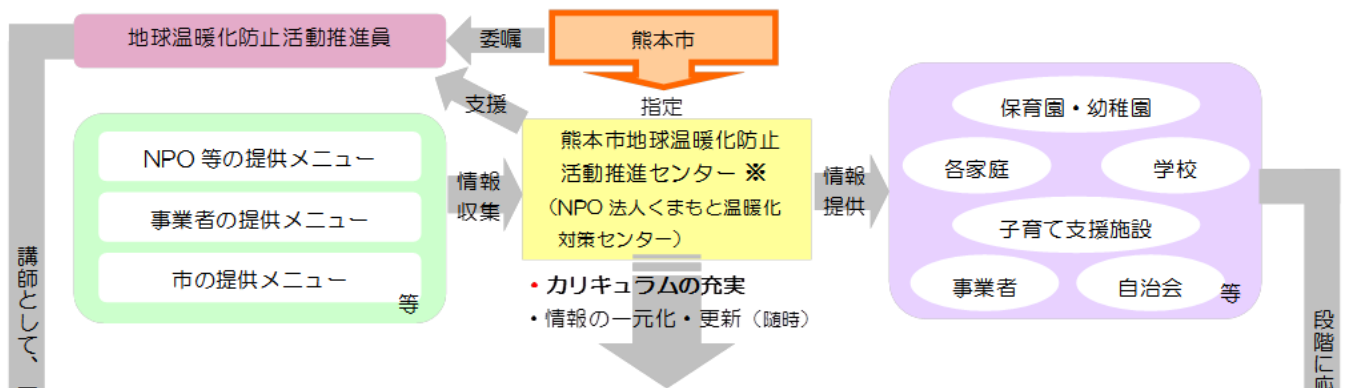 地球温暖化防止活動推進員
委嘱
熊本市
支援
指定
NPO 等の提供メニュー
事業者の提供メニュー
市の提供メニュー
等
情報
収集
熊本市地球温暖化防止
活動推進センター ※
（NPO 法人くまもと温暖化
対策センター）
情報
提供
保育園・幼稚園
各家庭
学校
子育て支援施設
事業者
自治会
等
・カリキュラムの充実
・情報の一元化・更新（随時）
講師として、
段階に